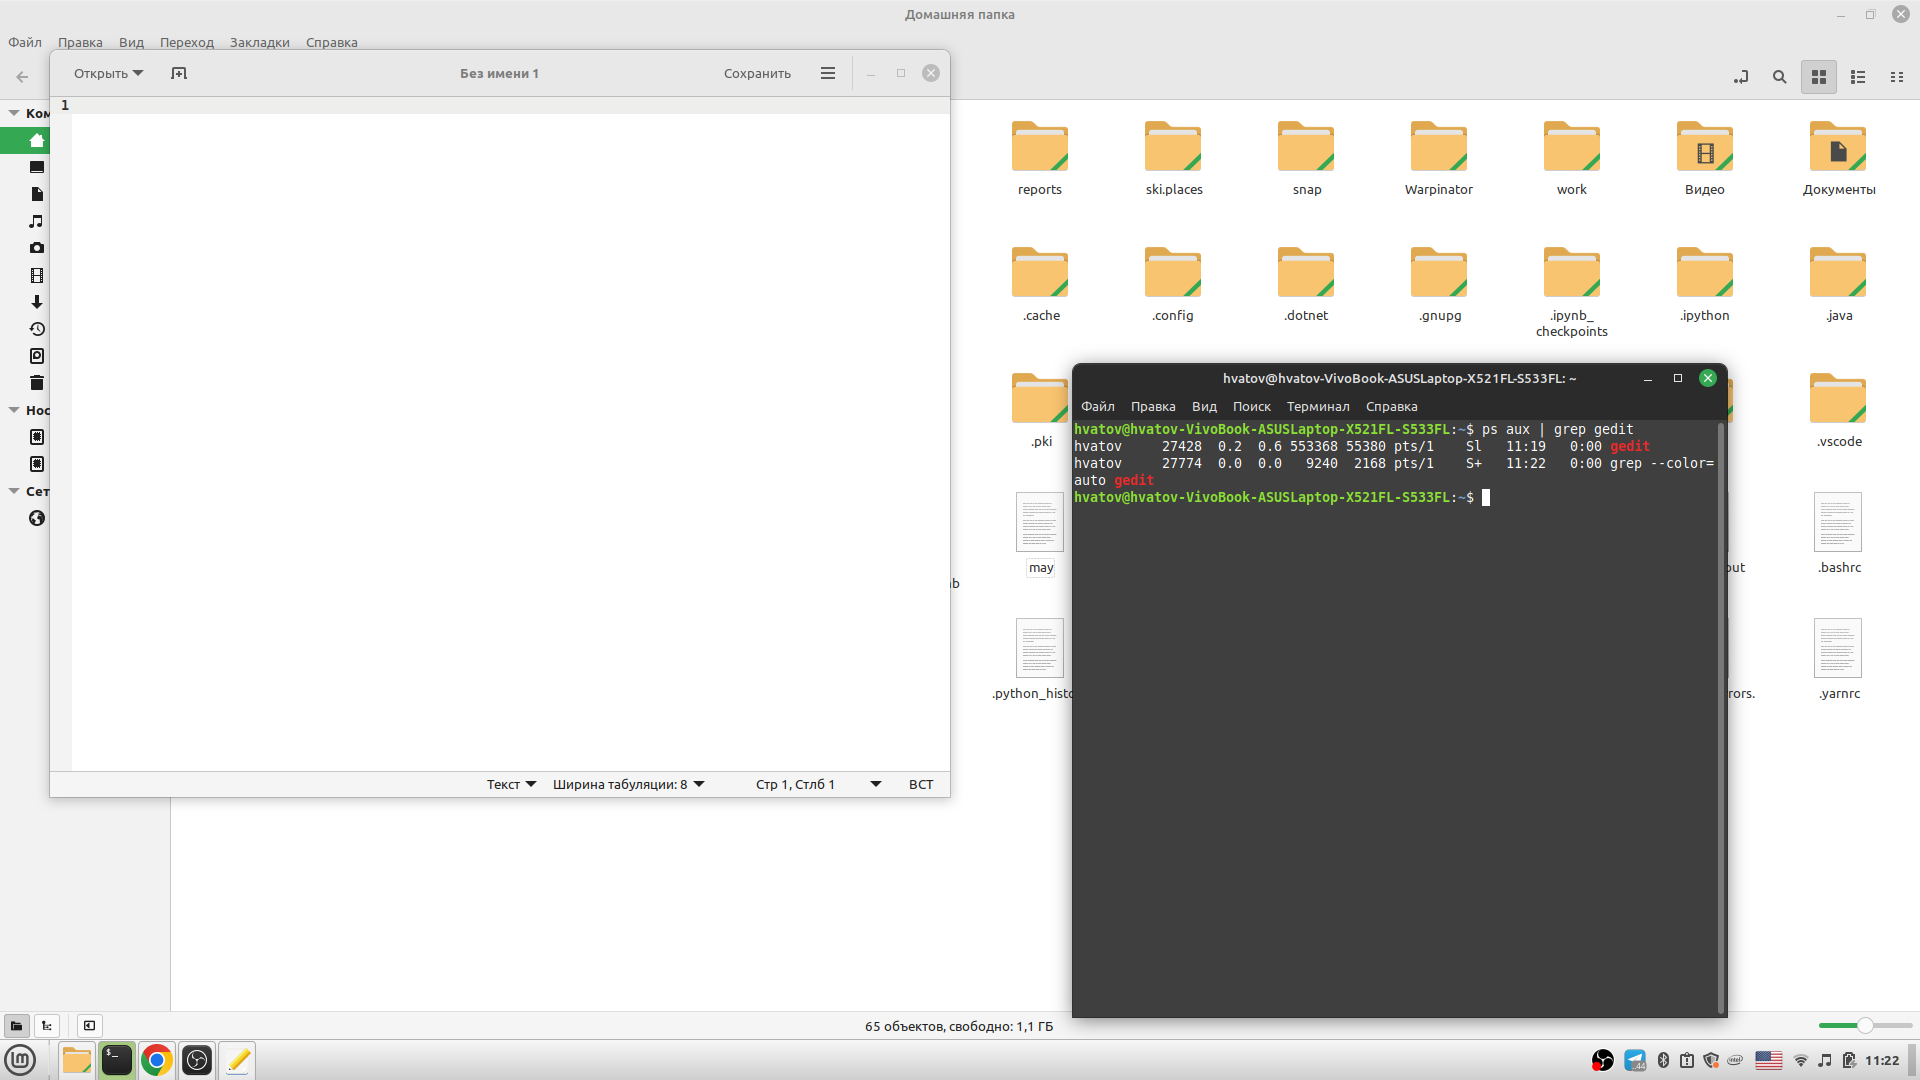 Домашняя папка
Файл Правка Вид Переход Закладки Справка
Открыть Без имени 1 Сохранить
1
Ком
Нос
Сет
reports ski.places snap Warpinator work Видео Документы
.cache .config .dotnet .gnupg .ipynb_ .ipython .java
checkpoints
.pki .vscode
may out .bashrc
b
.python_histo rors. .yarnrc
hvatov@hvatov-VivoBook-ASUSLaptop-X521FL-S533FL: ~
Файл Правка Вид Поиск Терминал Справка
hvatov@hvatov-VivoBook-ASUSLaptop-X521FL-S533FL:~$ ps aux | grep gedit
hvatov 27428 0.2 0.6 553368 55380 pts/1 Sl 11:19 0:00 gedit
hvatov 27774 0.0 0.0 9240 2168 pts/1 S+ 11:22 0:00 grep --color=
auto gedit
hvatov@hvatov-VivoBook-ASUSLaptop-X521FL-S533FL:~$
Текст Ширина табуляции: 8 Стр 1, Стлб 1 ВСТ
65 объектов, свободно: 1,1 ГБ
11:22